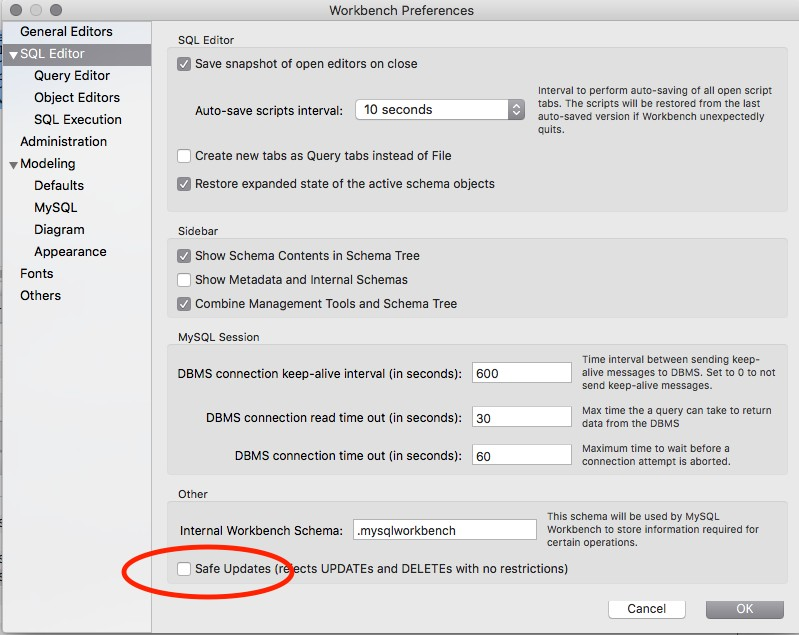 Workbench Preferences
General Editors
SQL Editor
Query Editor
Object Editors
SQL Execution
Administration
Modeling
Defaults
MySQL
Diagram
Appearance
Fonts
Others
SQL Editor
Save snapshot of open editors on close
Auto-save scripts interval:
10 seconds
Interval to perform auto-saving of all open script
tabs. The scripts will be restored from the last
auto-saved version if Workbench unexpectedly
quits.
Create new tabs as Query tabs instead of File
Restore expanded state of the active schema objects
Sidebar
Show Schema Contents in Schema Tree
Show Metadata and Internal Schemas
Combine Management Tools and Schema Tree
MySQL Session
DBMS connection keep-alive interval (in seconds):
600
Time interval between sending keep-
alive messages to DBMS. Set to 0 to not
send keep-alive messages.
DBMS connection read time out (in seconds):
30
Max time the a query can take to return
data from the DBMS
DBMS connection time out (in seconds):
60
Maximum time to wait before a
connection attempt is aborted.
Other
Internal Workbench Schema:
.mysqlworkbench
This schema will be used by MySQL
Workbench to store information required for
certain operations.
Safe Updates (rejects UPDATEs and DELETEs with no restrictions)
Cancel
OK